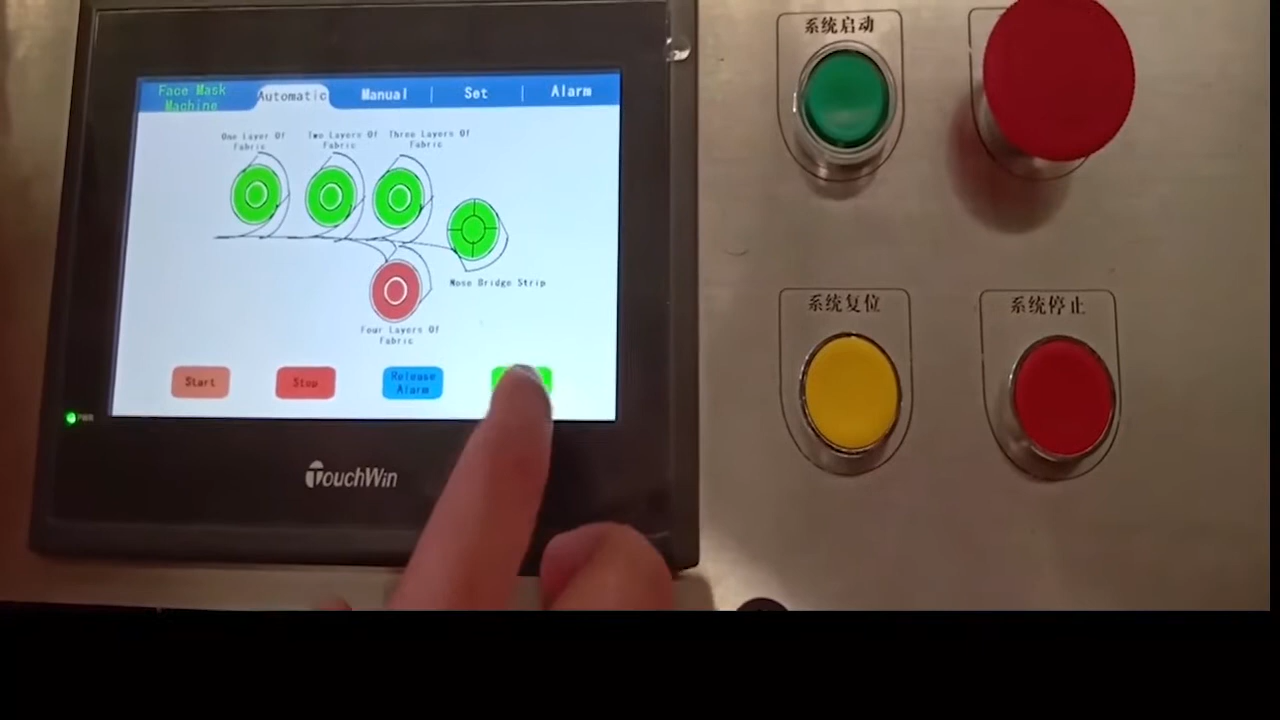 Face Mask
Machine
Automatic
Manual
Set
Alarm
One Layer Of
Fabric
Two Layers Of
Fabric
Three Layers Of
Fabric
Nose Bridge Strip
Four Layers Of
Fabric
Start
Stop
Release
Alarm
PWR
TouchWin
系统启动
系统复位
系统停止